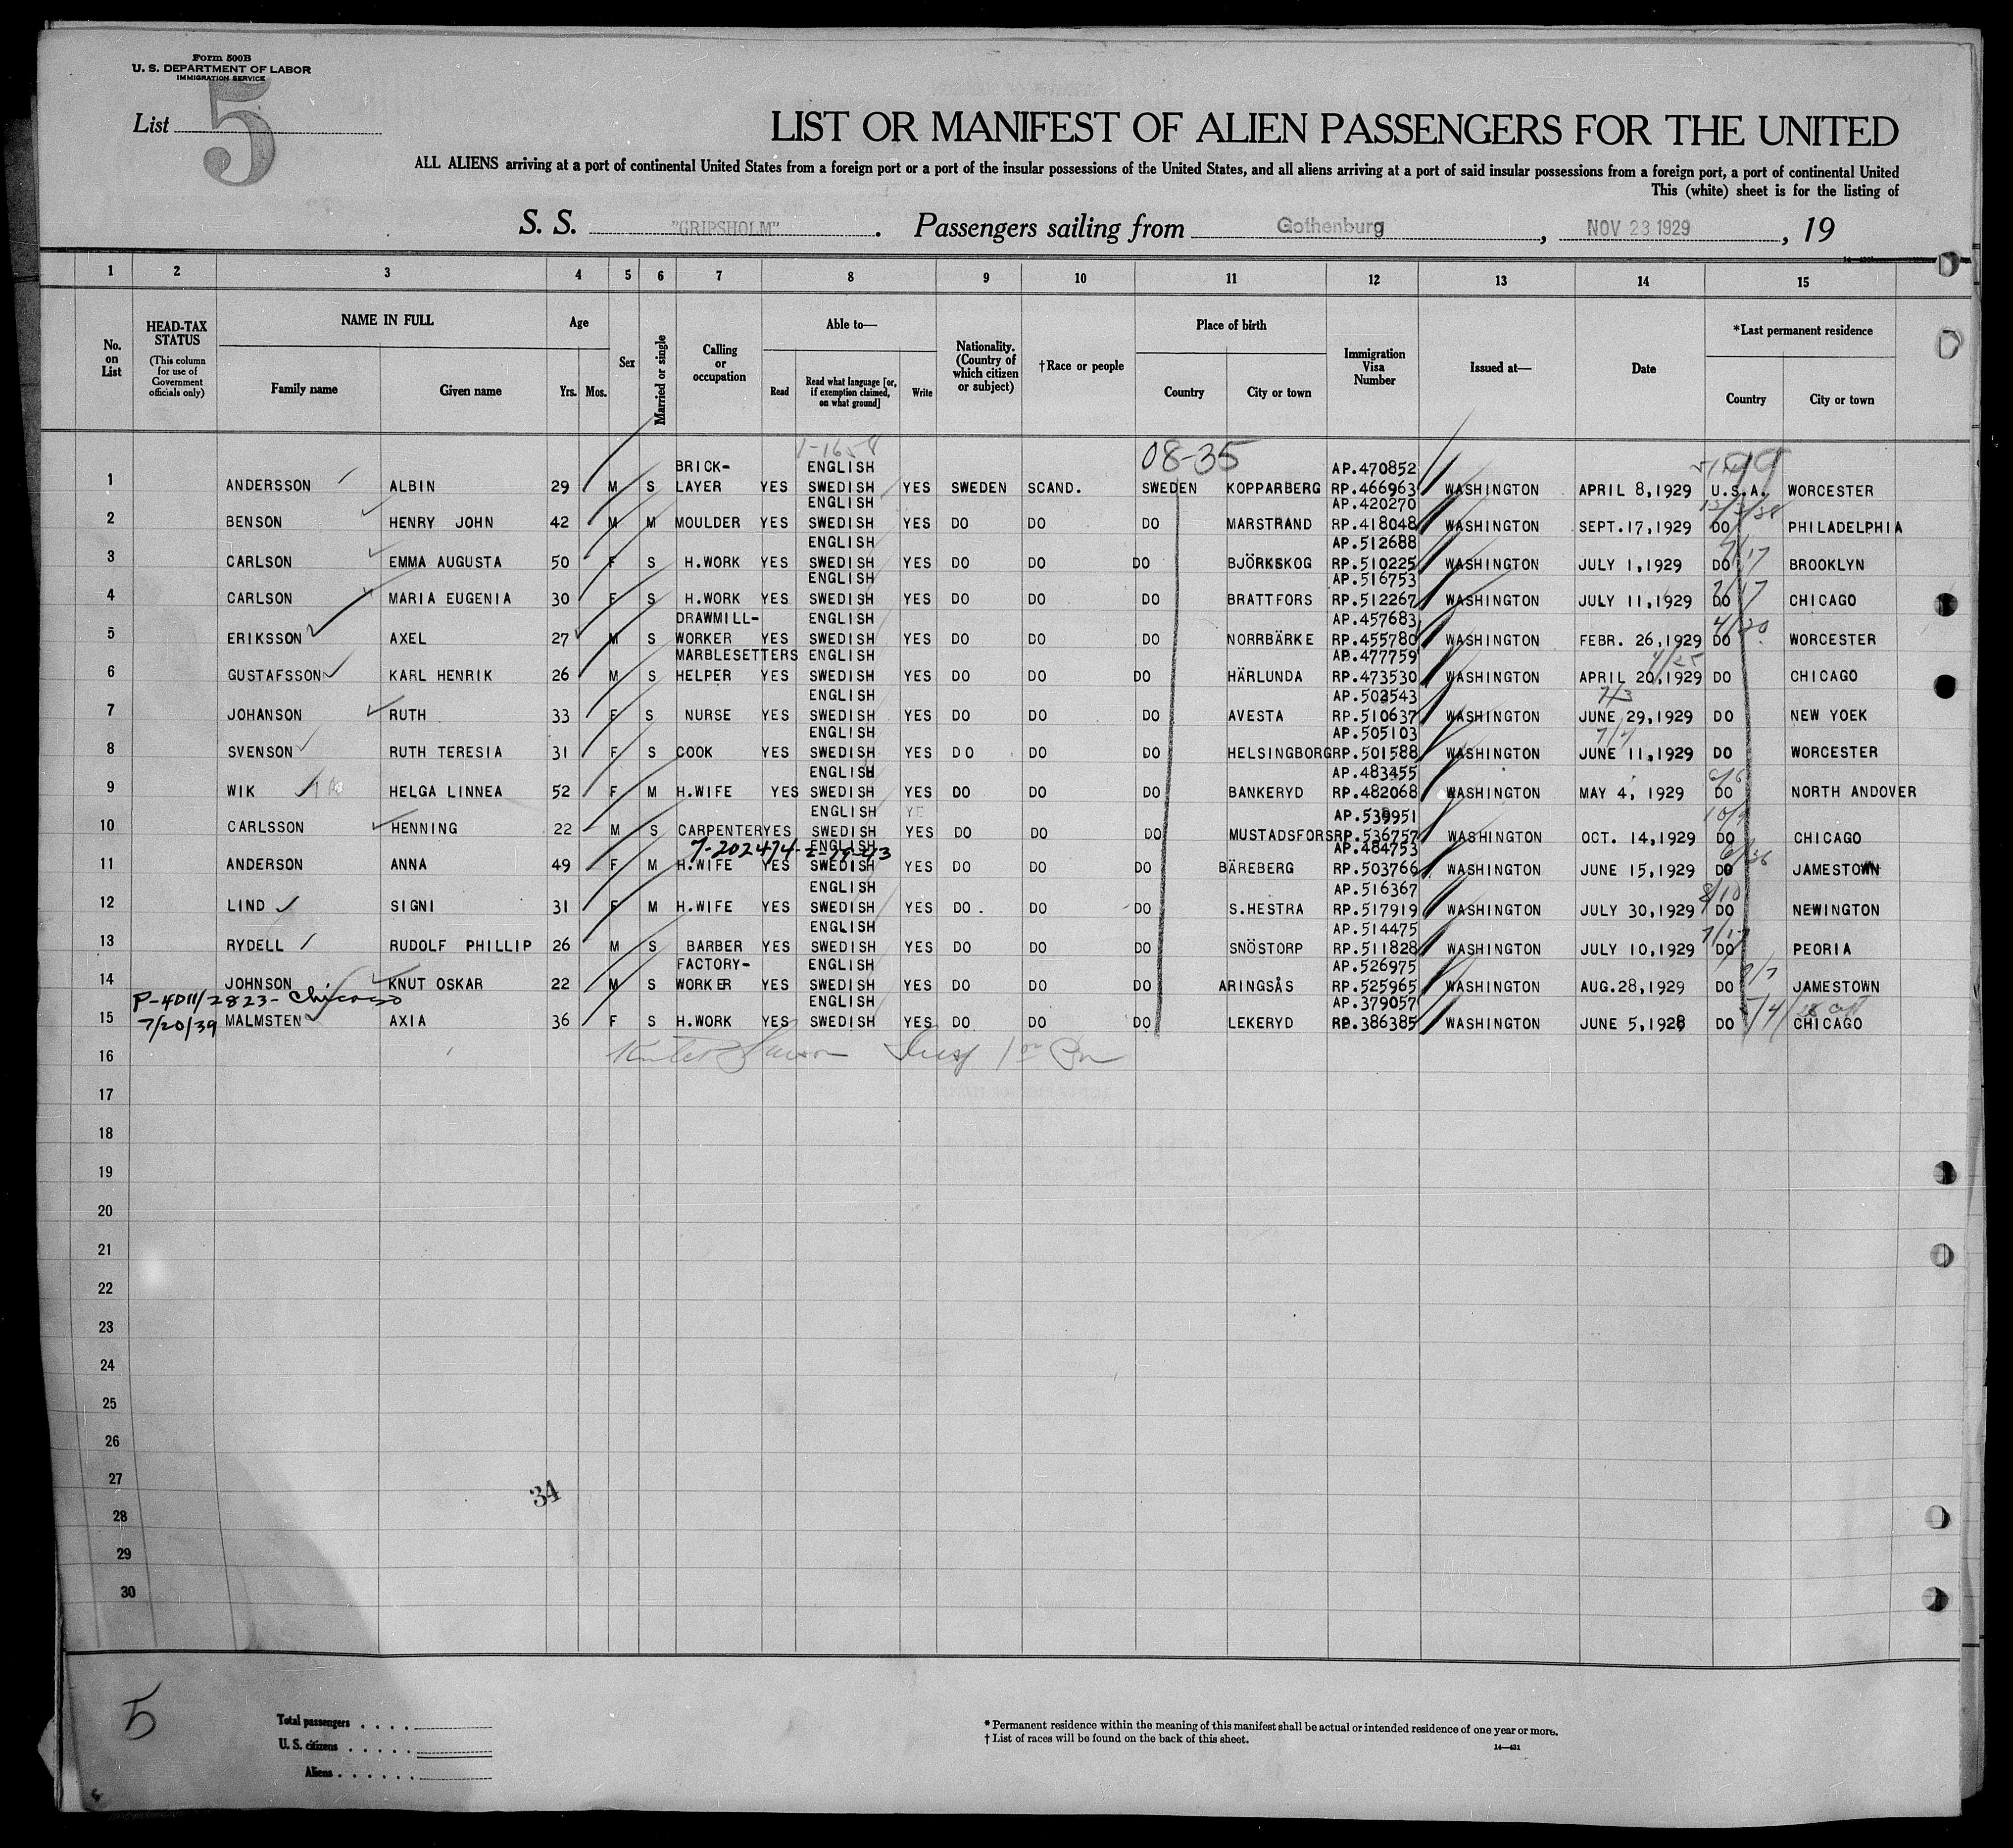 Form 500B
U. S. DEPARTMENT OF LABOR
IMMIGRATION SERVICE
List 5
LIST OR MANIFEST OF ALIEN PASSENGERS FOR THE UNITED
ALL ALIENS arriving at a port of continental United States from a foreign port or a port of the insular possessions of the United States, and all aliens arriving at a port of said insular possessions from a foreign port, a port of continental United
This (white) sheet is for the listing of
S. S. "GRIPSHOLM". Passengers sailing from Gothenburg, NOV 23 1929, 19
1 2 3 4 5 6 7 8 9 10 11 12 13 14 15
No. on List
HEAD-TAX STATUS (This column for use of Government officials only)
NAME IN FULL Family name Given name
Age Yrs. Mos.
Sex
Married or single
Calling or occupation
Able to— Read Read what language [or, if exemption claimed, on what ground] Write
Nationality. (Country of which citizen or subject)
†Race or people
Place of birth Country City or town
Immigration Visa Number
Issued at—
Date
*Last permanent residence Country City or town
08-35
BRICK- ENGLISH AP.470852
1 ANDERSSON ALBIN 29 M S LAYER YES SWEDISH YES SWEDEN SCAND. SWEDEN KOPPARBERG RP.466963 WASHINGTON APRIL 8,1929 U.S.A. WORCESTER
ENGLISH AP.420270
2 BENSON HENRY JOHN 42 M M MOULDER YES SWEDISH YES DO DO DO MARSTRAND RP.418048 WASHINGTON SEPT.17,1929 DO PHILADELPHIA
ENGLISH AP.512688
3 CARLSON EMMA AUGUSTA 50 F S H.WORK YES SWEDISH YES DO DO DO BJÖRKSKOG RP.510225 WASHINGTON JULY 1,1929 DO BROOKLYN
7/17
ENGLISH AP.516753
4 CARLSON MARIA EUGENIA 30 F S H.WORK YES SWEDISH YES DO DO DO BRATTFORS RP.512267 WASHINGTON JULY 11,1929 DO CHICAGO
7/17
DRAWMILL- ENGLISH AP.457683
5 ERIKSSON AXEL 27 M S WORKER YES SWEDISH YES DO DO DO NORRBÄRKE RP.455780 WASHINGTON FEBR. 26,1929 DO WORCESTER
4/20
MARBLESETTERS ENGLISH AP.477759
6 GUSTAFSSON KARL HENRIK 26 M S HELPER YES SWEDISH YES DO DO DO HÄRLUNDA RP.473530 WASHINGTON APRIL 20,1929 DO CHICAGO
4/25
ENGLISH AP.502543
7 JOHANSON RUTH 33 F S NURSE YES SWEDISH YES DO DO DO AVESTA RP.510637 WASHINGTON JUNE 29,1929 DO NEW YOEK
7/3
ENGLISH AP.505103
8 SVENSON RUTH TERESIA 31 F S COOK YES SWEDISH YES DO DO DO HELSINGBORG RP.501588 WASHINGTON JUNE 11,1929 DO WORCESTER
ENGLISH AP.483455
9 WIK HELGA LINNEA 52 F M H.WIFE YES SWEDISH YES DO DO DO BANKERYD RP.482068 WASHINGTON MAY 4, 1929 DO NORTH ANDOVER
ENGLISH YE AP.539951
10 CARLSSON HENNING 22 M S CARPENTER YES SWEDISH YES DO DO DO MUSTADSFORS RP.536757 WASHINGTON OCT. 14,1929 DO CHICAGO
ENGLISH AP.484753
11 ANDERSON ANNA 49 F M H.WIFE YES SWEDISH YES DO DO DO BÄREBERG RP.503766 WASHINGTON JUNE 15,1929 DO JAMESTOWN
ENGLISH AP.516367
12 LIND SIGNI 31 F M H.WIFE YES SWEDISH YES DO . DO DO S.HESTRA RP.517919 WASHINGTON JULY 30,1929 DO NEWINGTON
8/10
ENGLISH AP.514475
13 RYDELL RUDOLF PHILLIP 26 M S BARBER YES SWEDISH YES DO DO DO SNÖSTORP RP.511828 WASHINGTON JULY 10,1929 DO PEORIA
7/17
FACTORY- ENGLISH AP.526975
14 JOHNSON KNUT OSKAR 22 M S WORKER YES SWEDISH YES DO DO DO ARINGSÅS RP.525965 WASHINGTON AUG.28,1929 DO JAMESTOWN
P-4011/2823- Chicago
7/20/39
ENGLISH AP.379057
15 MALMSTEN AXIA 36 F S H.WORK YES SWEDISH YES DO DO DO LEKERYD RP.386385 WASHINGTON JUNE 5,1928 DO CHICAGO
16
17
18
19
20
21
22
23
24
25
26
27
34
28
29
30
5
Total passengers
U. S. citizens
Aliens
* Permanent residence within the meaning of this manifest shall be actual or intended residence of one year or more.
† List of races will be found on the back of this sheet.
14—431